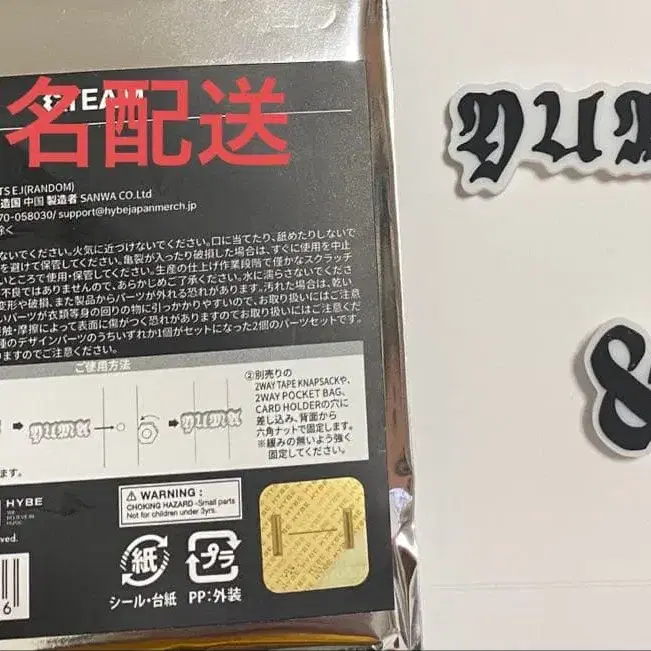 &TEAM
名配送
TS EJ(RANDOM)
造国 中国 製造者 SANWA CO.Ltd
70-058030/ support@hybejapanmerch.jp
除く
ないでください。火気に近づけないでください。口に当てたり、舐めたりしないで
を避けて保管してください。亀裂が入ったり破損した場合は、すぐに使用を中止
いところで使用・保管してください。生産の仕上げ作業段階で僅かなスクラッチ
不良ではありませんので、あらかじめご了承ください。水に濡らさないでください
変形や破損、また製品からパーツが外れる恐れがあります。汚れた場合は、乾い
いパーツが衣類等身の回りの物に引っかかりやすいので、お取り扱いにはご注意
接触・摩擦によって表面に傷がつく恐れがありますのでお取り扱いにはご注意
種のデザインパーツのうちいずれか1個がセットになった2個のパーツセットです。
りますのでご注意ください。
ご使用方法
YUMA
YUMA
②別売りの
2WAY TAPE KNAPSACKや、
2WAY POCKET BAG、
CARD HOLDERの穴に
差し込み、背面から
六角ナットで固定します。
※緩みの無いよう強く
固定してください。
ます。
HYBE
WE
BELIEVE IN
MUSIC
ved.
WARNING :
CHOKING HAZARD -Small parts
Not for children under 3yrs.
紙
プラ
シール・台紙 PP:外装
6
YUM
&